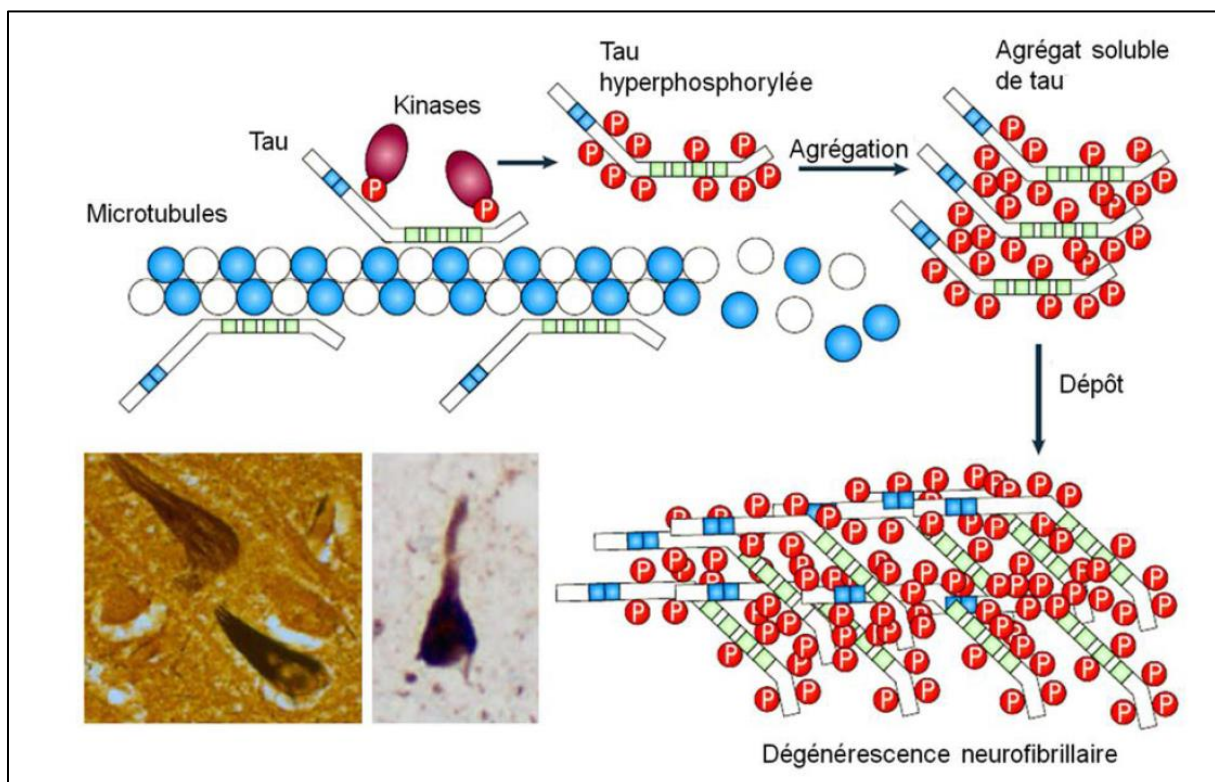 Tau
hyperphosphorylée
Agrégat soluble
de tau
Kinases
Tau
Agrégation
Microtubules
P
P
P
P
P
P
P
P
P
P
P
P
Dépôt
Dégénérescence neurofibrillaire